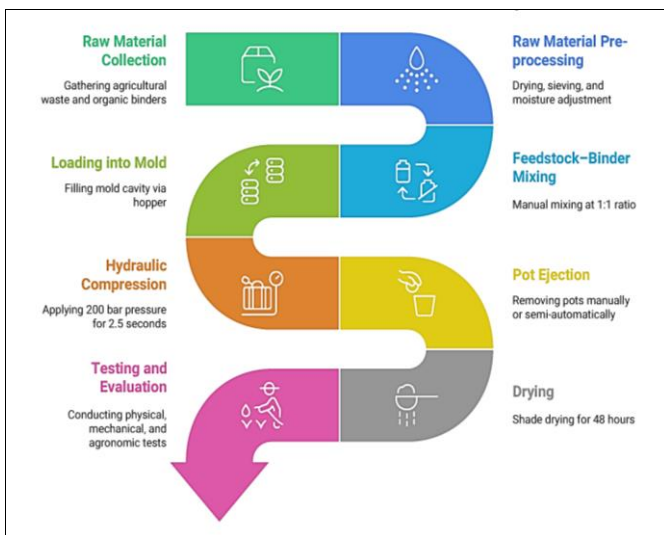 Raw Material
Collection
Gathering agricultural
waste and organic binders
Raw Material Pre-
processing
Drying, sieving, and
moisture adjustment
Feedstock–Binder
Mixing
Manual mixing at 1:1 ratio
Loading into Mold
Filling mold cavity via
hopper
Hydraulic
Compression
Applying 200 bar pressure
for 2.5 seconds
Pot Ejection
Removing pots manually
or semi-automatically
Drying
Shade drying for 48 hours
Testing and
Evaluation
Conducting physical,
mechanical, and
agronomic tests